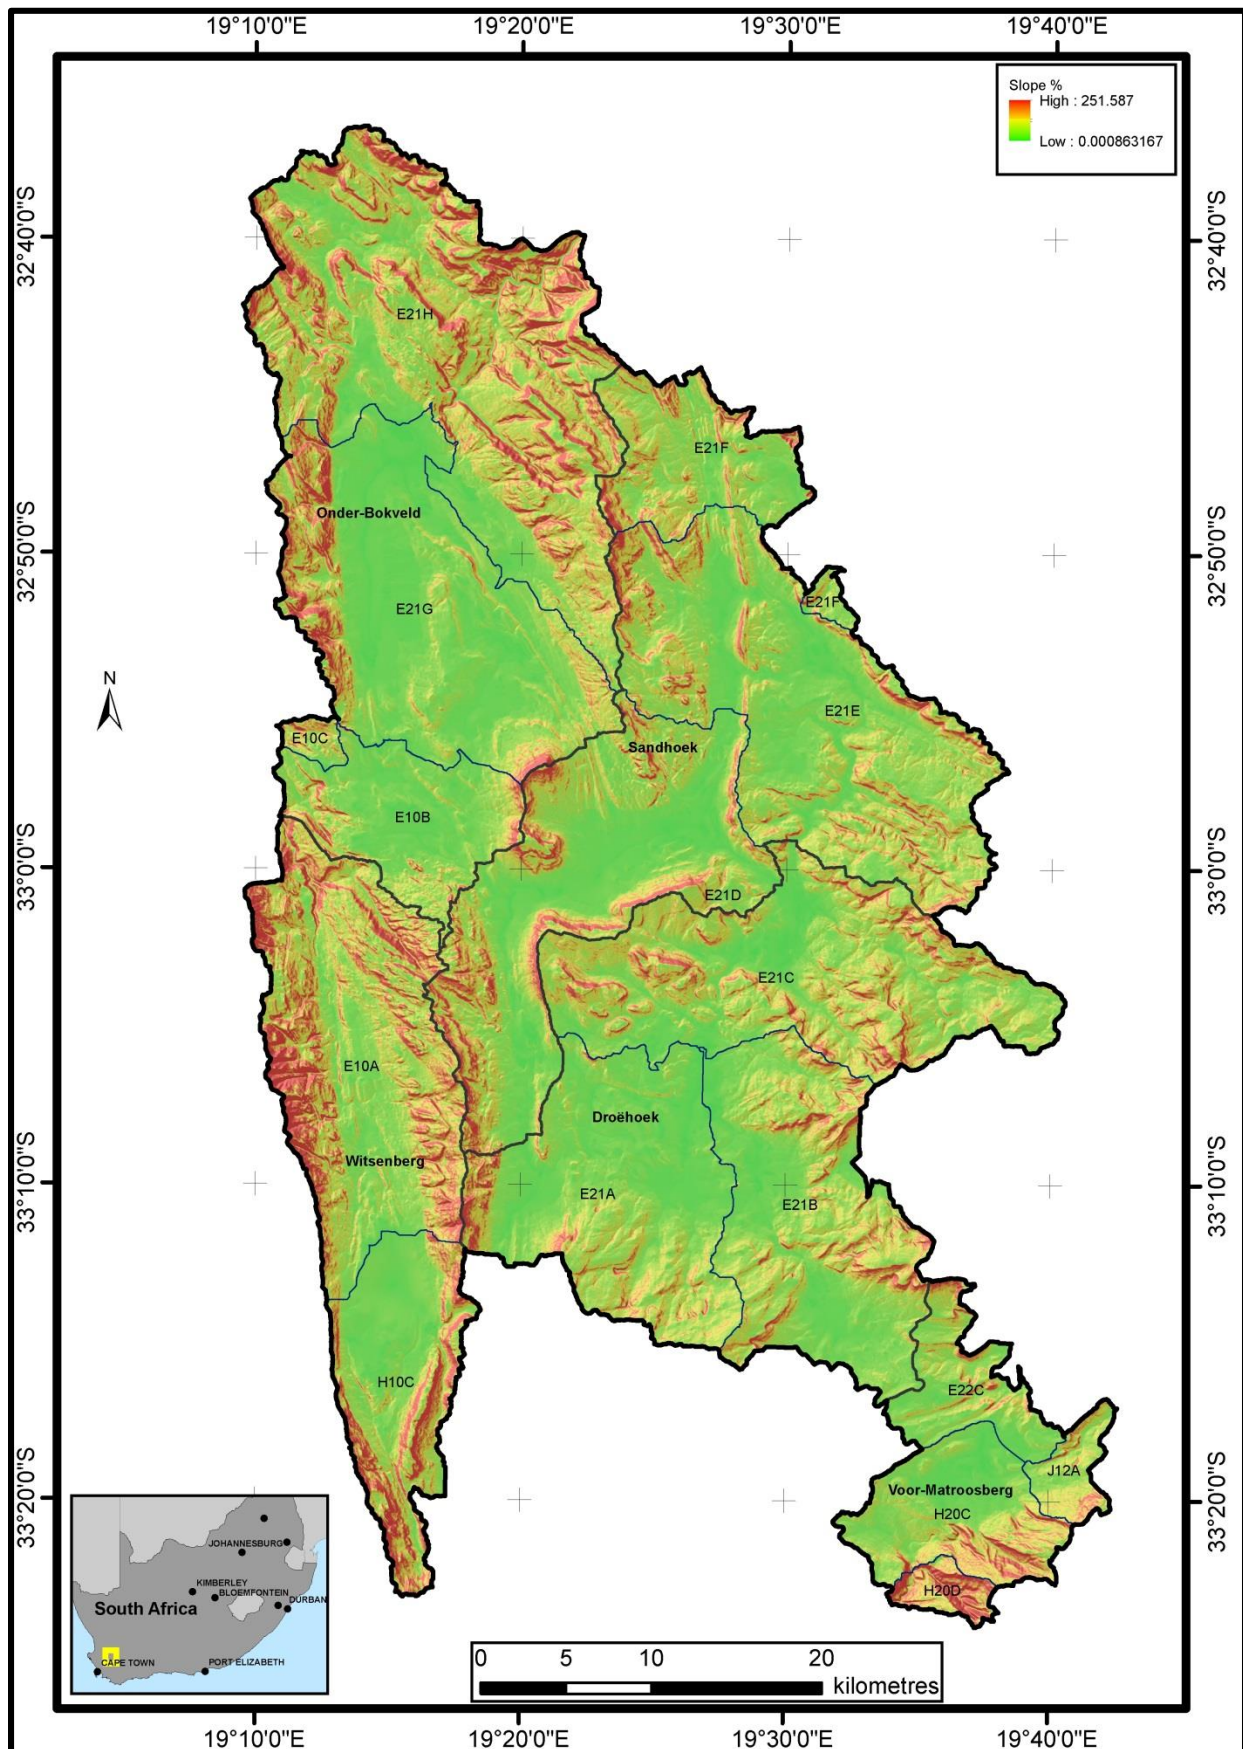 19°10'0"E 19°20'0"E 19°30'0"E 19°40'0"E
Slope %
High : 251.587
Low : 0.000863167
32°40'0"S 32°40'0"S
E21H
E21F
Onder-Bokveld
32°50'0"S 32°50'0"S
E21F
E21G
N
E21E
E10C
Sandhoek
E10B
33°0'0"S 33°0'0"S
E21D
E21C
E10A
Droëhoek
Witsenberg
33°10'0"S 33°10'0"S
E21A
E21B
H10C
E22C
J12A
Voor-Matroosberg
33°20'0"S 33°20'0"S
H20C
H20D
JOHANNESBURG
KIMBERLEY
BLOEMFONTEIN
DURBAN
South Africa
CAPE TOWN
PORT ELIZABETH
0 5 10 20
kilometres
19°10'0"E 19°20'0"E 19°30'0"E 19°40'0"E